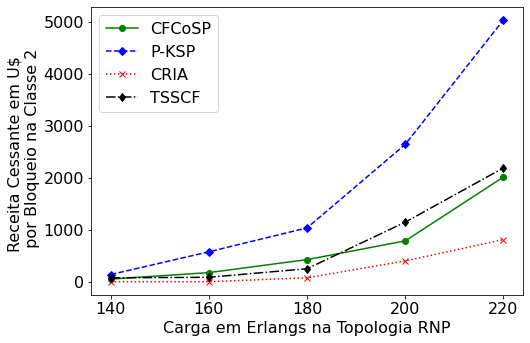 Receita Cessante em U$
por Bloqueio na Classe 2
5000
4000
3000
2000
1000
0
CFCoSP
P-KSP
CRIA
TSSCF
140 160 180 200 220
Carga em Erlangs na Topologia RNP